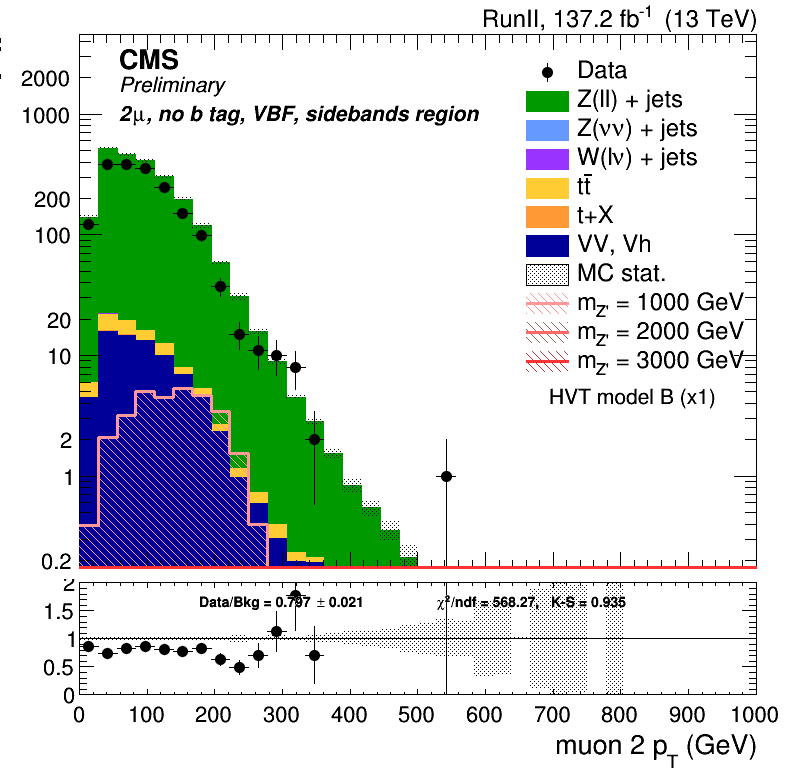 RunII, 137.2 fb⁻¹ (13 TeV)
CMS
Preliminary
2μ, no b tag, VBF, sidebands region
Data
Z(ll) + jets
Z(νν) + jets
W(lν) + jets
tt̄
t+X
VV, Vh
MC stat.
m_Z' = 1000 GeV
m_Z' = 2000 GeV
m_Z' = 3000 GeV
HVT model B (x1)
2000
1000
200
100
20
10
2
1
0.2
Data/Bkg = 0.797 ± 0.021
χ²/ndf = 568.27, K-S = 0.935
2
1.5
1
0.5
0
0 100 200 300 400 500 600 700 800 900 1000
muon 2 p_T (GeV)